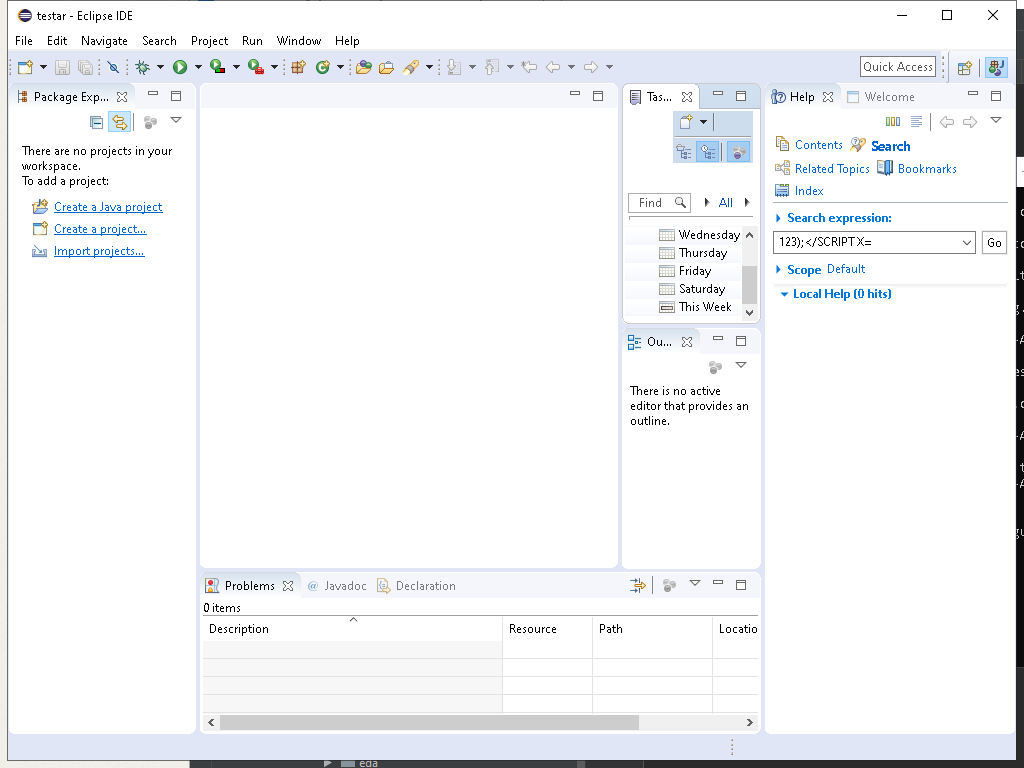 testar - Eclipse IDE
File Edit Navigate Search Project Run Window Help
Quick Access
Package Exp...
There are no projects in your
workspace.
To add a project:
Create a Java project
Create a project...
Import projects...
Tas...
Find
All
Wednesday
Thursday
Friday
Saturday
This Week
Ou...
There is no active
editor that provides an
outline.
Help Welcome
Contents Search
Related Topics Bookmarks
Index
Search expression:
123);</SCRIPT X=
Go
Scope Default
Local Help (0 hits)
Problems @ Javadoc Declaration
0 items
Description Resource Path Locatio
eda